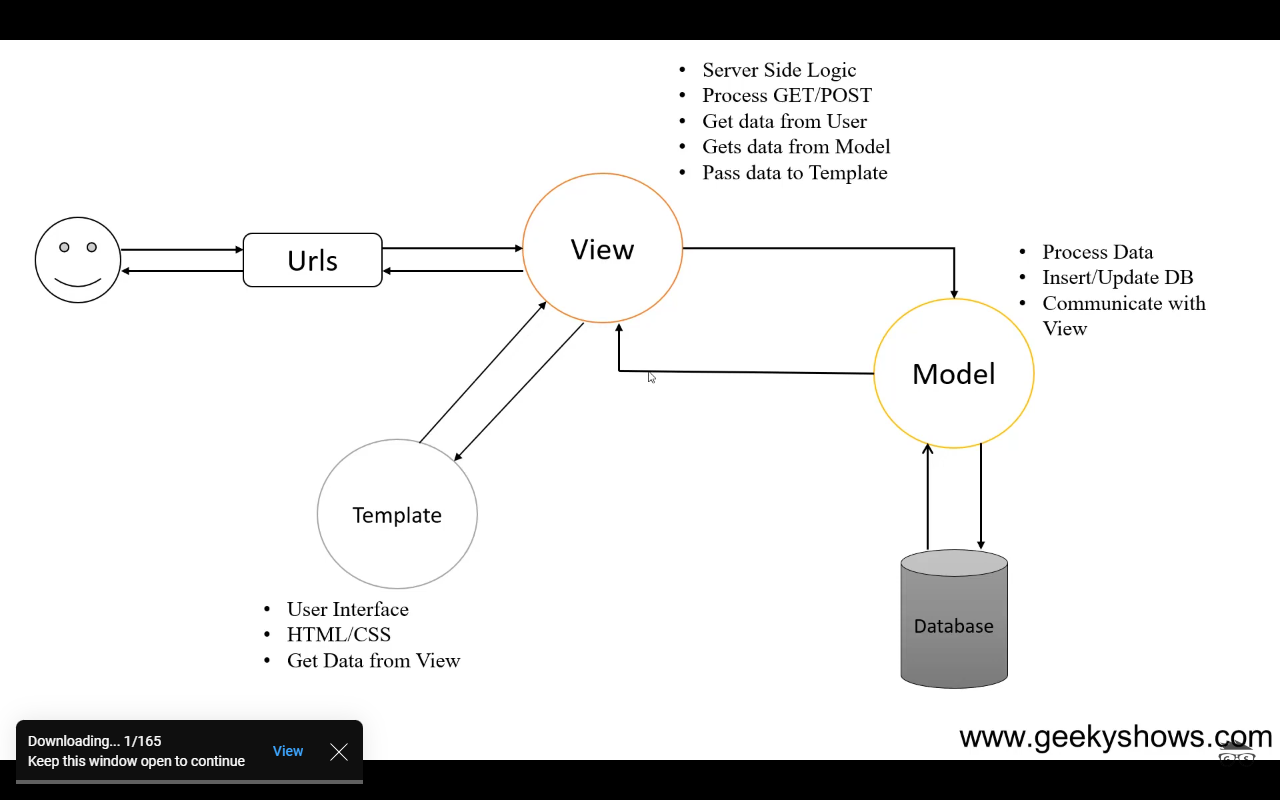 • Server Side Logic
• Process GET/POST
• Get data from User
• Gets data from Model
• Pass data to Template
Urls
View
• Process Data
• Insert/Update DB
• Communicate with
View
Model
Template
• User Interface
• HTML/CSS
• Get Data from View
Database
Downloading... 1/165
Keep this window open to continue
View
www.geekyshows.com
G S